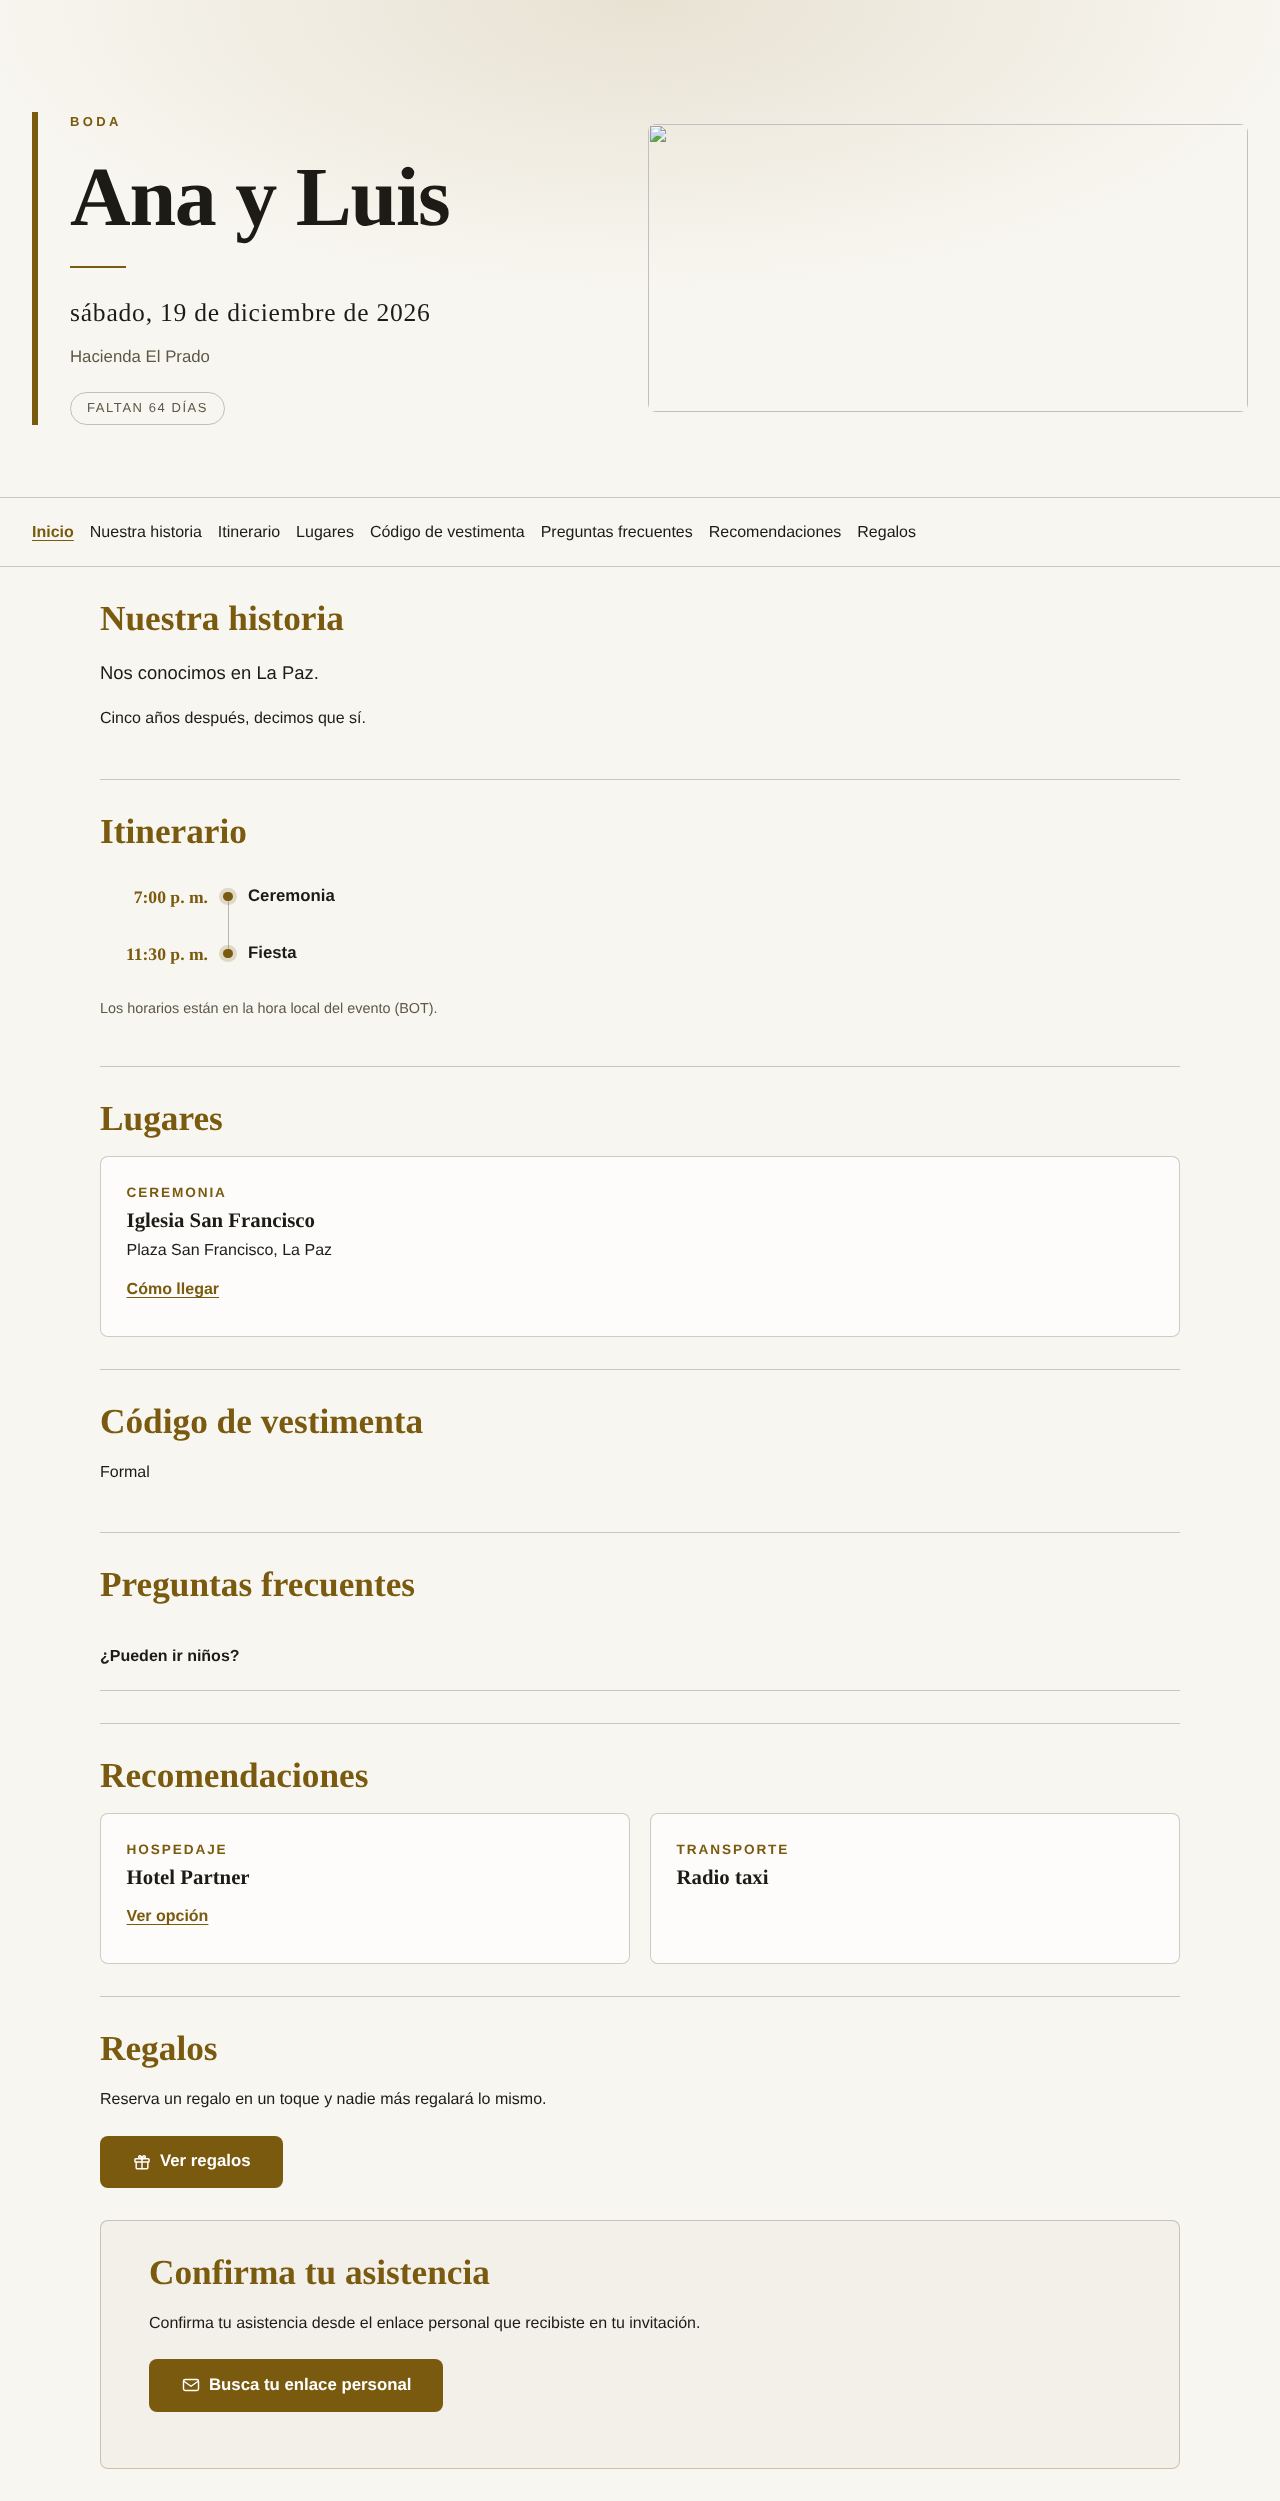 BODA
Ana y Luis
sábado, 19 de diciembre de 2026
Hacienda El Prado
FALTAN 64 DÍAS
Inicio Nuestra historia Itinerario Lugares Código de vestimenta Preguntas frecuentes Recomendaciones Regalos
Nuestra historia
Nos conocimos en La Paz.
Cinco años después, decimos que sí.
Itinerario
7:00 p. m. Ceremonia
11:30 p. m. Fiesta
Los horarios están en la hora local del evento (BOT).
Lugares
CEREMONIA
Iglesia San Francisco
Plaza San Francisco, La Paz
Cómo llegar
Código de vestimenta
Formal
Preguntas frecuentes
¿Pueden ir niños?
Recomendaciones
HOSPEDAJE
Hotel Partner
Ver opción
TRANSPORTE
Radio taxi
Regalos
Reserva un regalo en un toque y nadie más regalará lo mismo.
Ver regalos
Confirma tu asistencia
Confirma tu asistencia desde el enlace personal que recibiste en tu invitación.
Busca tu enlace personal